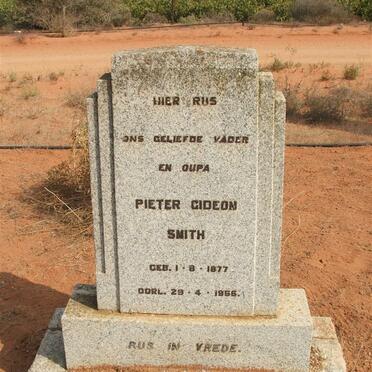 HIER RUS
ONS GELIEFDE VADER
EN OUPA
PIETER GIDEON
SMITH
GEB. 1 · 8 · 1877
OORL. 29 · 4 · 1956.
RUS IN VREDE.